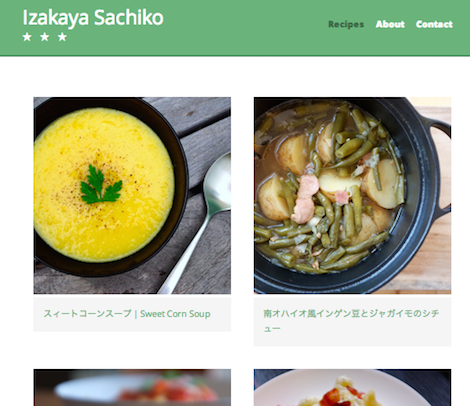 Izakaya Sachiko
★ ★ ★
Recipes About Contact
スィートコーンスープ | Sweet Corn Soup
南オハイオ風インゲン豆とジャガイモのシチ
ュー